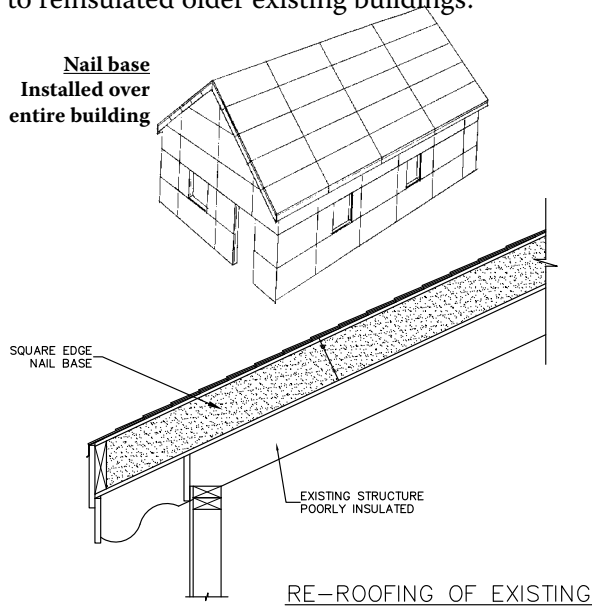 to reinsulated older existing buildings.
Nail base
Installed over
entire building
SQUARE EDGE
NAIL BASE
EXISTING STRUCTURE
POORLY INSULATED
RE-ROOFING OF EXISTING